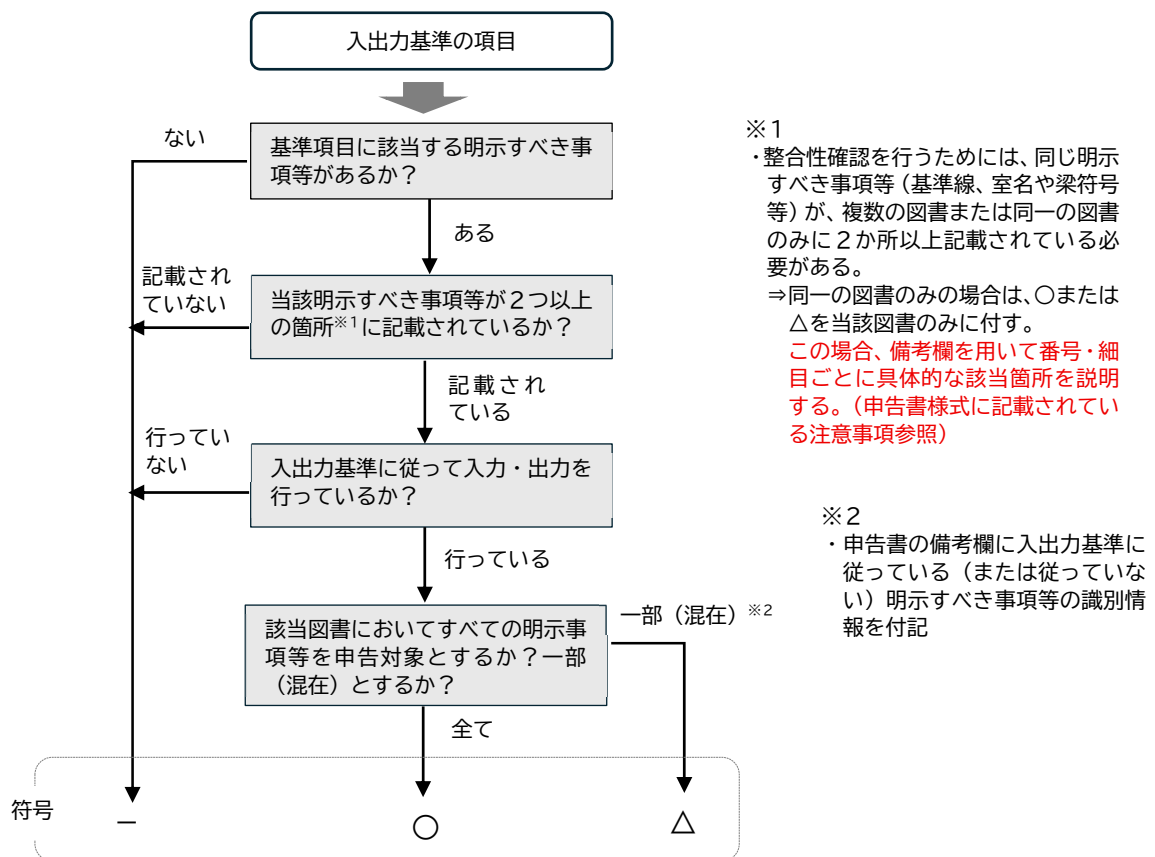 入出力基準の項目
ない
基準項目に該当する明示すべき事
項等があるか？
ある
記載され
ていない
当該明示すべき事項等が２つ以上
の箇所※1に記載されているか？
記載され
ている
行ってい
ない
入出力基準に従って入力・出力を
行っているか？
行っている
一部（混在）※2
該当図書においてすべての明示事
項等を申告対象とするか？一部
（混在）とするか？
全て
符号
－
○
△
※１
・整合性確認を行うためには、同じ明示
すべき事項等（基準線、室名や梁符号
等）が、複数の図書または同一の図書
のみに２か所以上記載されている必
要がある。
⇒同一の図書のみの場合は、○または
△を当該図書のみに付す。
この場合、備考欄を用いて番号・細
目ごとに具体的な該当箇所を説明
する。（申告書様式に記載されてい
る注意事項参照）
※２
・申告書の備考欄に入出力基準に
従っている（または従っていな
い）明示すべき事項等の識別情
報を付記